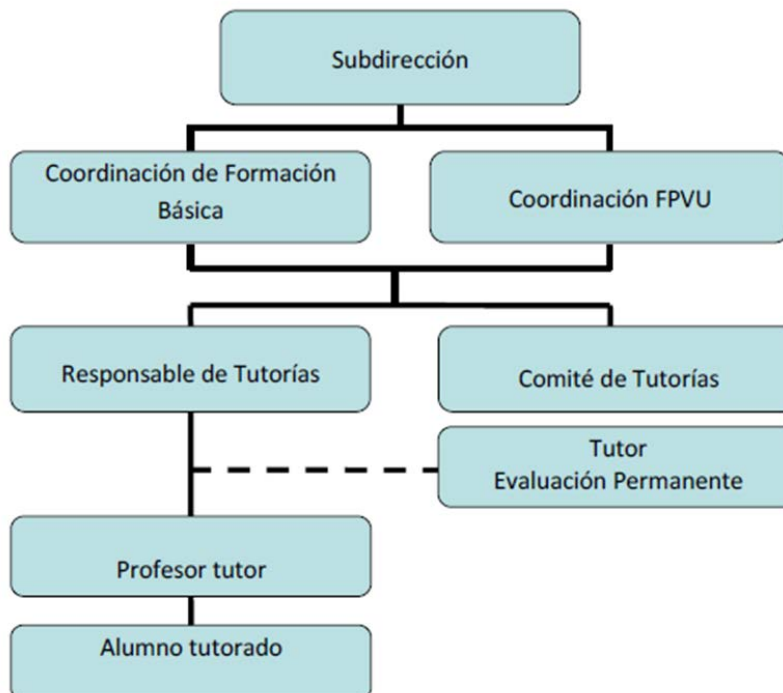 Subdirección
Coordinación de Formación
Básica
Coordinación FPVU
Responsable de Tutorías
Comité de Tutorías
Tutor
Evaluación Permanente
Profesor tutor
Alumno tutorado